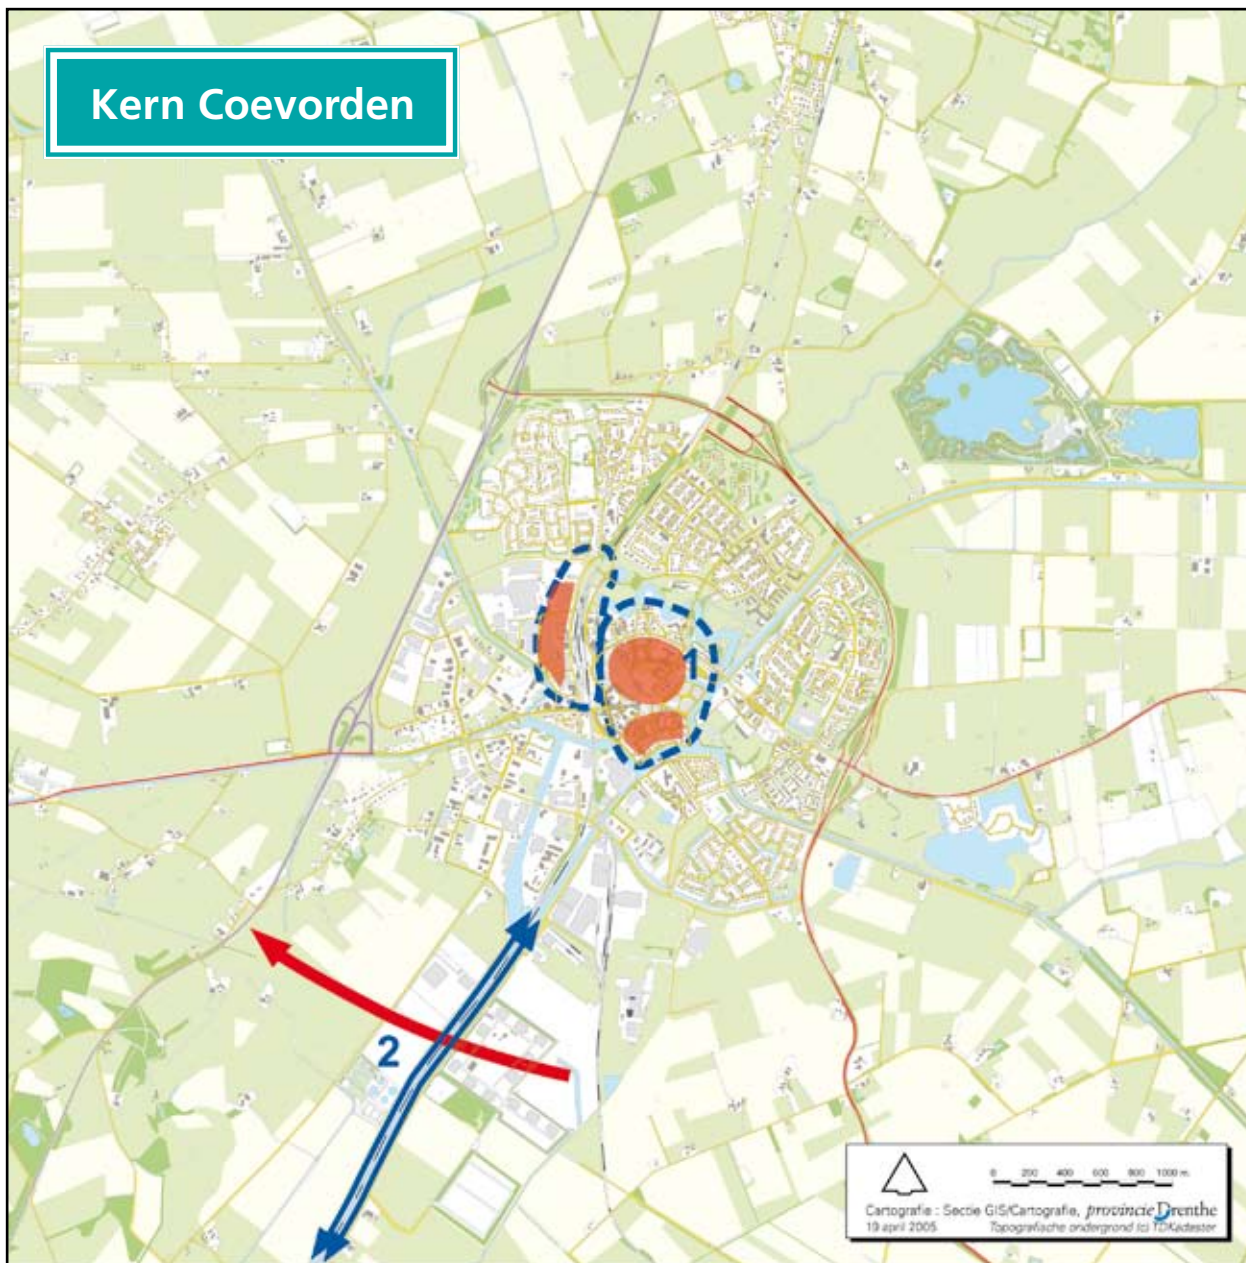 Kern Coevorden
1
2
0 200 400 600 800 1000 m.
Cartografie : Sectie GIS/Cartografie, provincie Drenthe
19 april 2005 Topografische ondergrond (c) TDKadaster